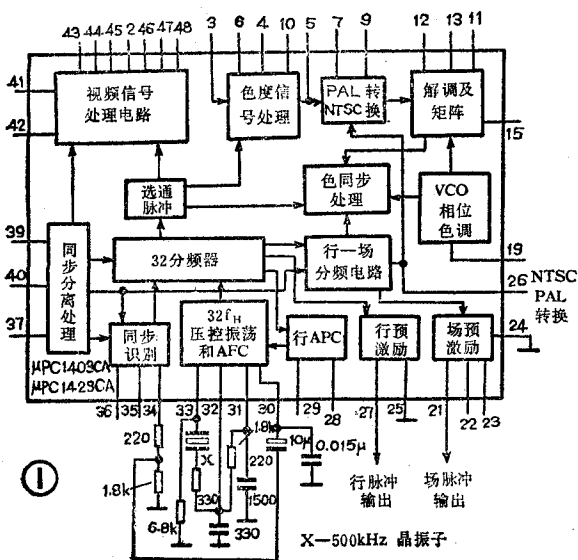 43 44 45 2 46 47 48
3 6 4 10 5 7 9
12 13 11
41
42
视频信号
处理电路
色度信
号处理
PAL 转
NTSC 换
解调及
矩阵
15
选通
脉冲
色同步
处理
VCO
相位
色调
39
40
37
同步分离处理
32分频器
行一场
分频电路
19
26 NTSC
PAL
转换
24
同步
识别
32fH
压控振荡
和AFC
行APC
行预
激励
场预
激励
μPC1403CA
μPC1423CA
36 35 34 33 32 31 30 29 28 27 25 21 22 23
220
1.8k
6.8k
X
330
330
1.8k
220
1500
10μ
0.015μ
行脉冲
输出
场脉冲
输出
①
X—500kHz 晶振子